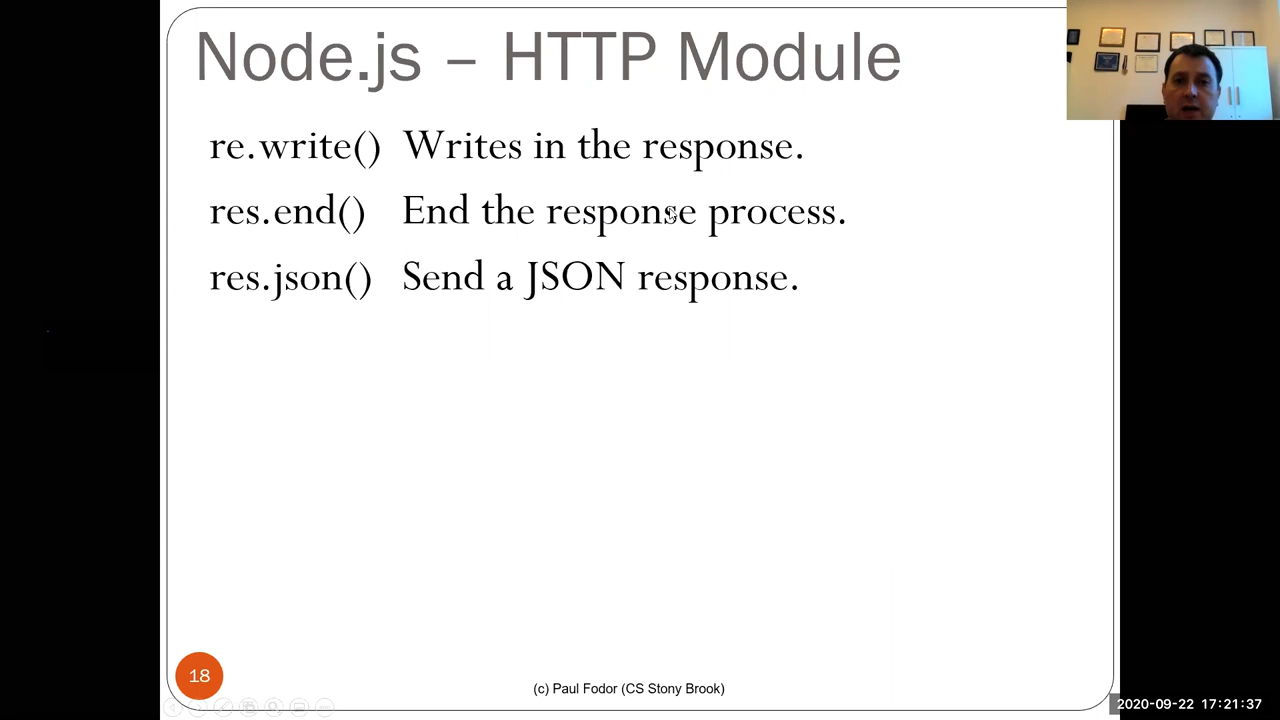 Node.js – HTTP Module
re.write() Writes in the response.
res.end() End the response process.
res.json() Send a JSON response.
18
(c) Paul Fodor (CS Stony Brook)
2020-09-22 17:21:37